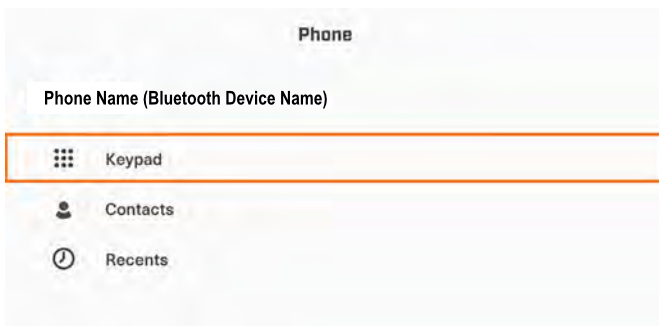 Phone
Phone Name (Bluetooth Device Name)
Keypad
Contacts
Recents